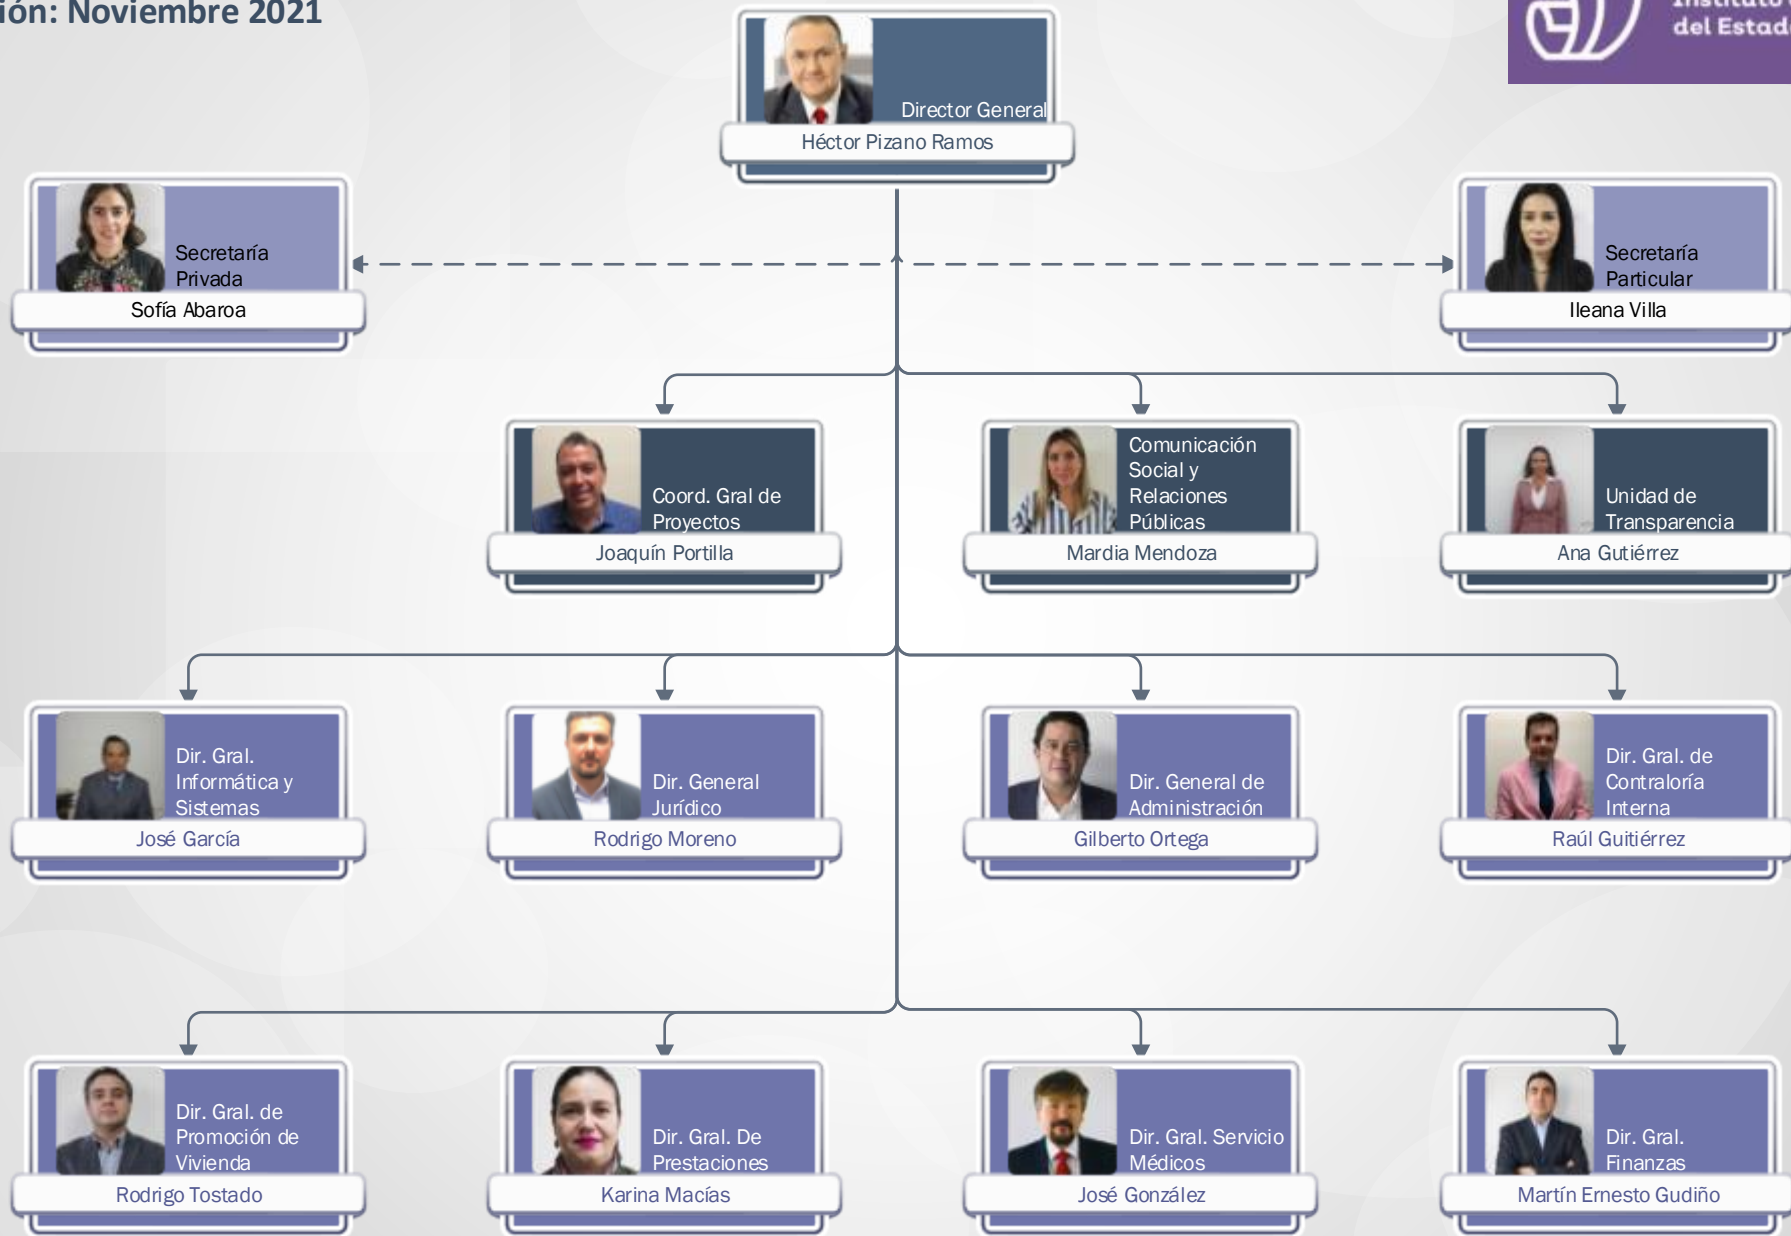 ión: Noviembre 2021
Instituto
del Estado
Director General
Héctor Pizano Ramos
Secretaría
Privada
Sofía Abaroa
Secretaría
Particular
Ileana Villa
Coord. Gral de
Proyectos
Joaquín Portilla
Comunicación
Social y
Relaciones
Públicas
Mardia Mendoza
Unidad de
Transparencia
Ana Gutiérrez
Dir. Gral.
Informática y
Sistemas
José García
Dir. General
Jurídico
Rodrigo Moreno
Dir. General de
Administración
Gilberto Ortega
Dir. Gral. de
Contraloría
Interna
Raúl Guitiérrez
Dir. Gral. de
Promoción de
Vivienda
Rodrigo Tostado
Dir. Gral. De
Prestaciones
Karina Macías
Dir. Gral. Servicio
Médicos
José González
Dir. Gral.
Finanzas
Martín Ernesto Gudiño